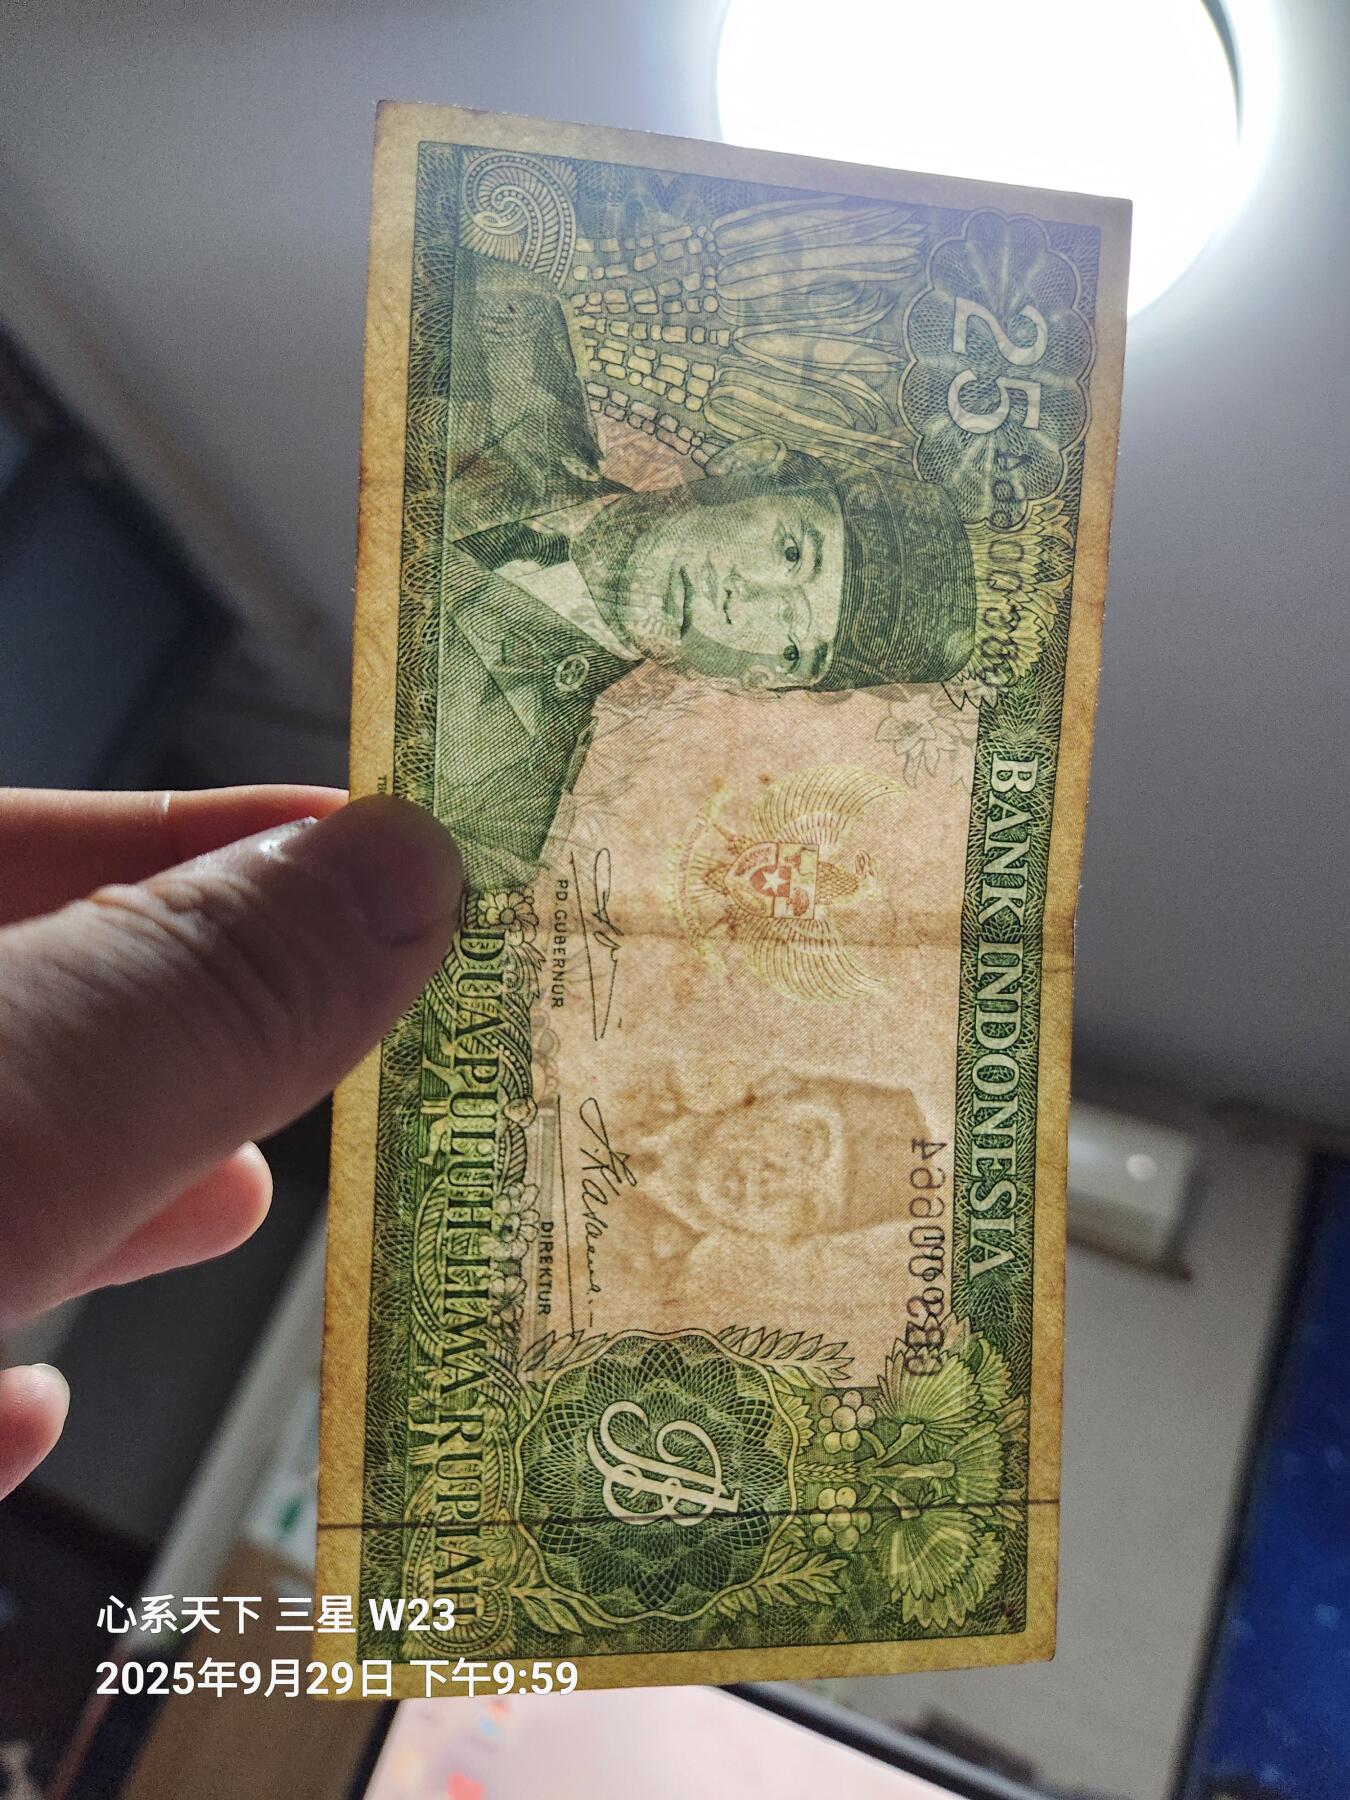 25
BANK INDONESIA
PD. GUBERNUR
DIREKTUR
DUA PULUH LIMA RUPIAH
心系天下 三星 W23
2025年9月29日 下午9:59